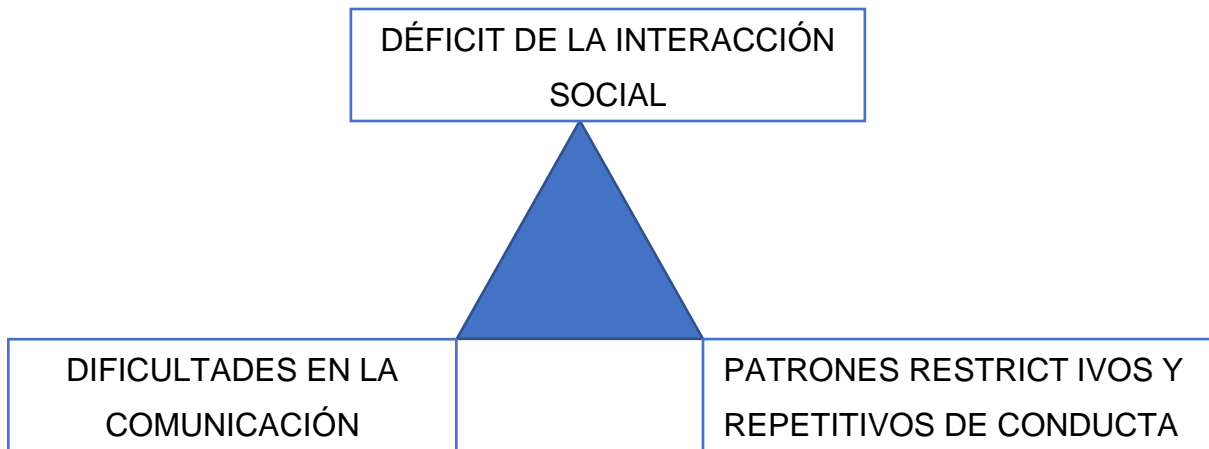 DÉFICIT DE LA INTERACCIÓN
SOCIAL
DIFICULTADES EN LA
COMUNICACIÓN
PATRONES RESTRICT IVOS Y
REPETITIVOS DE CONDUCTA